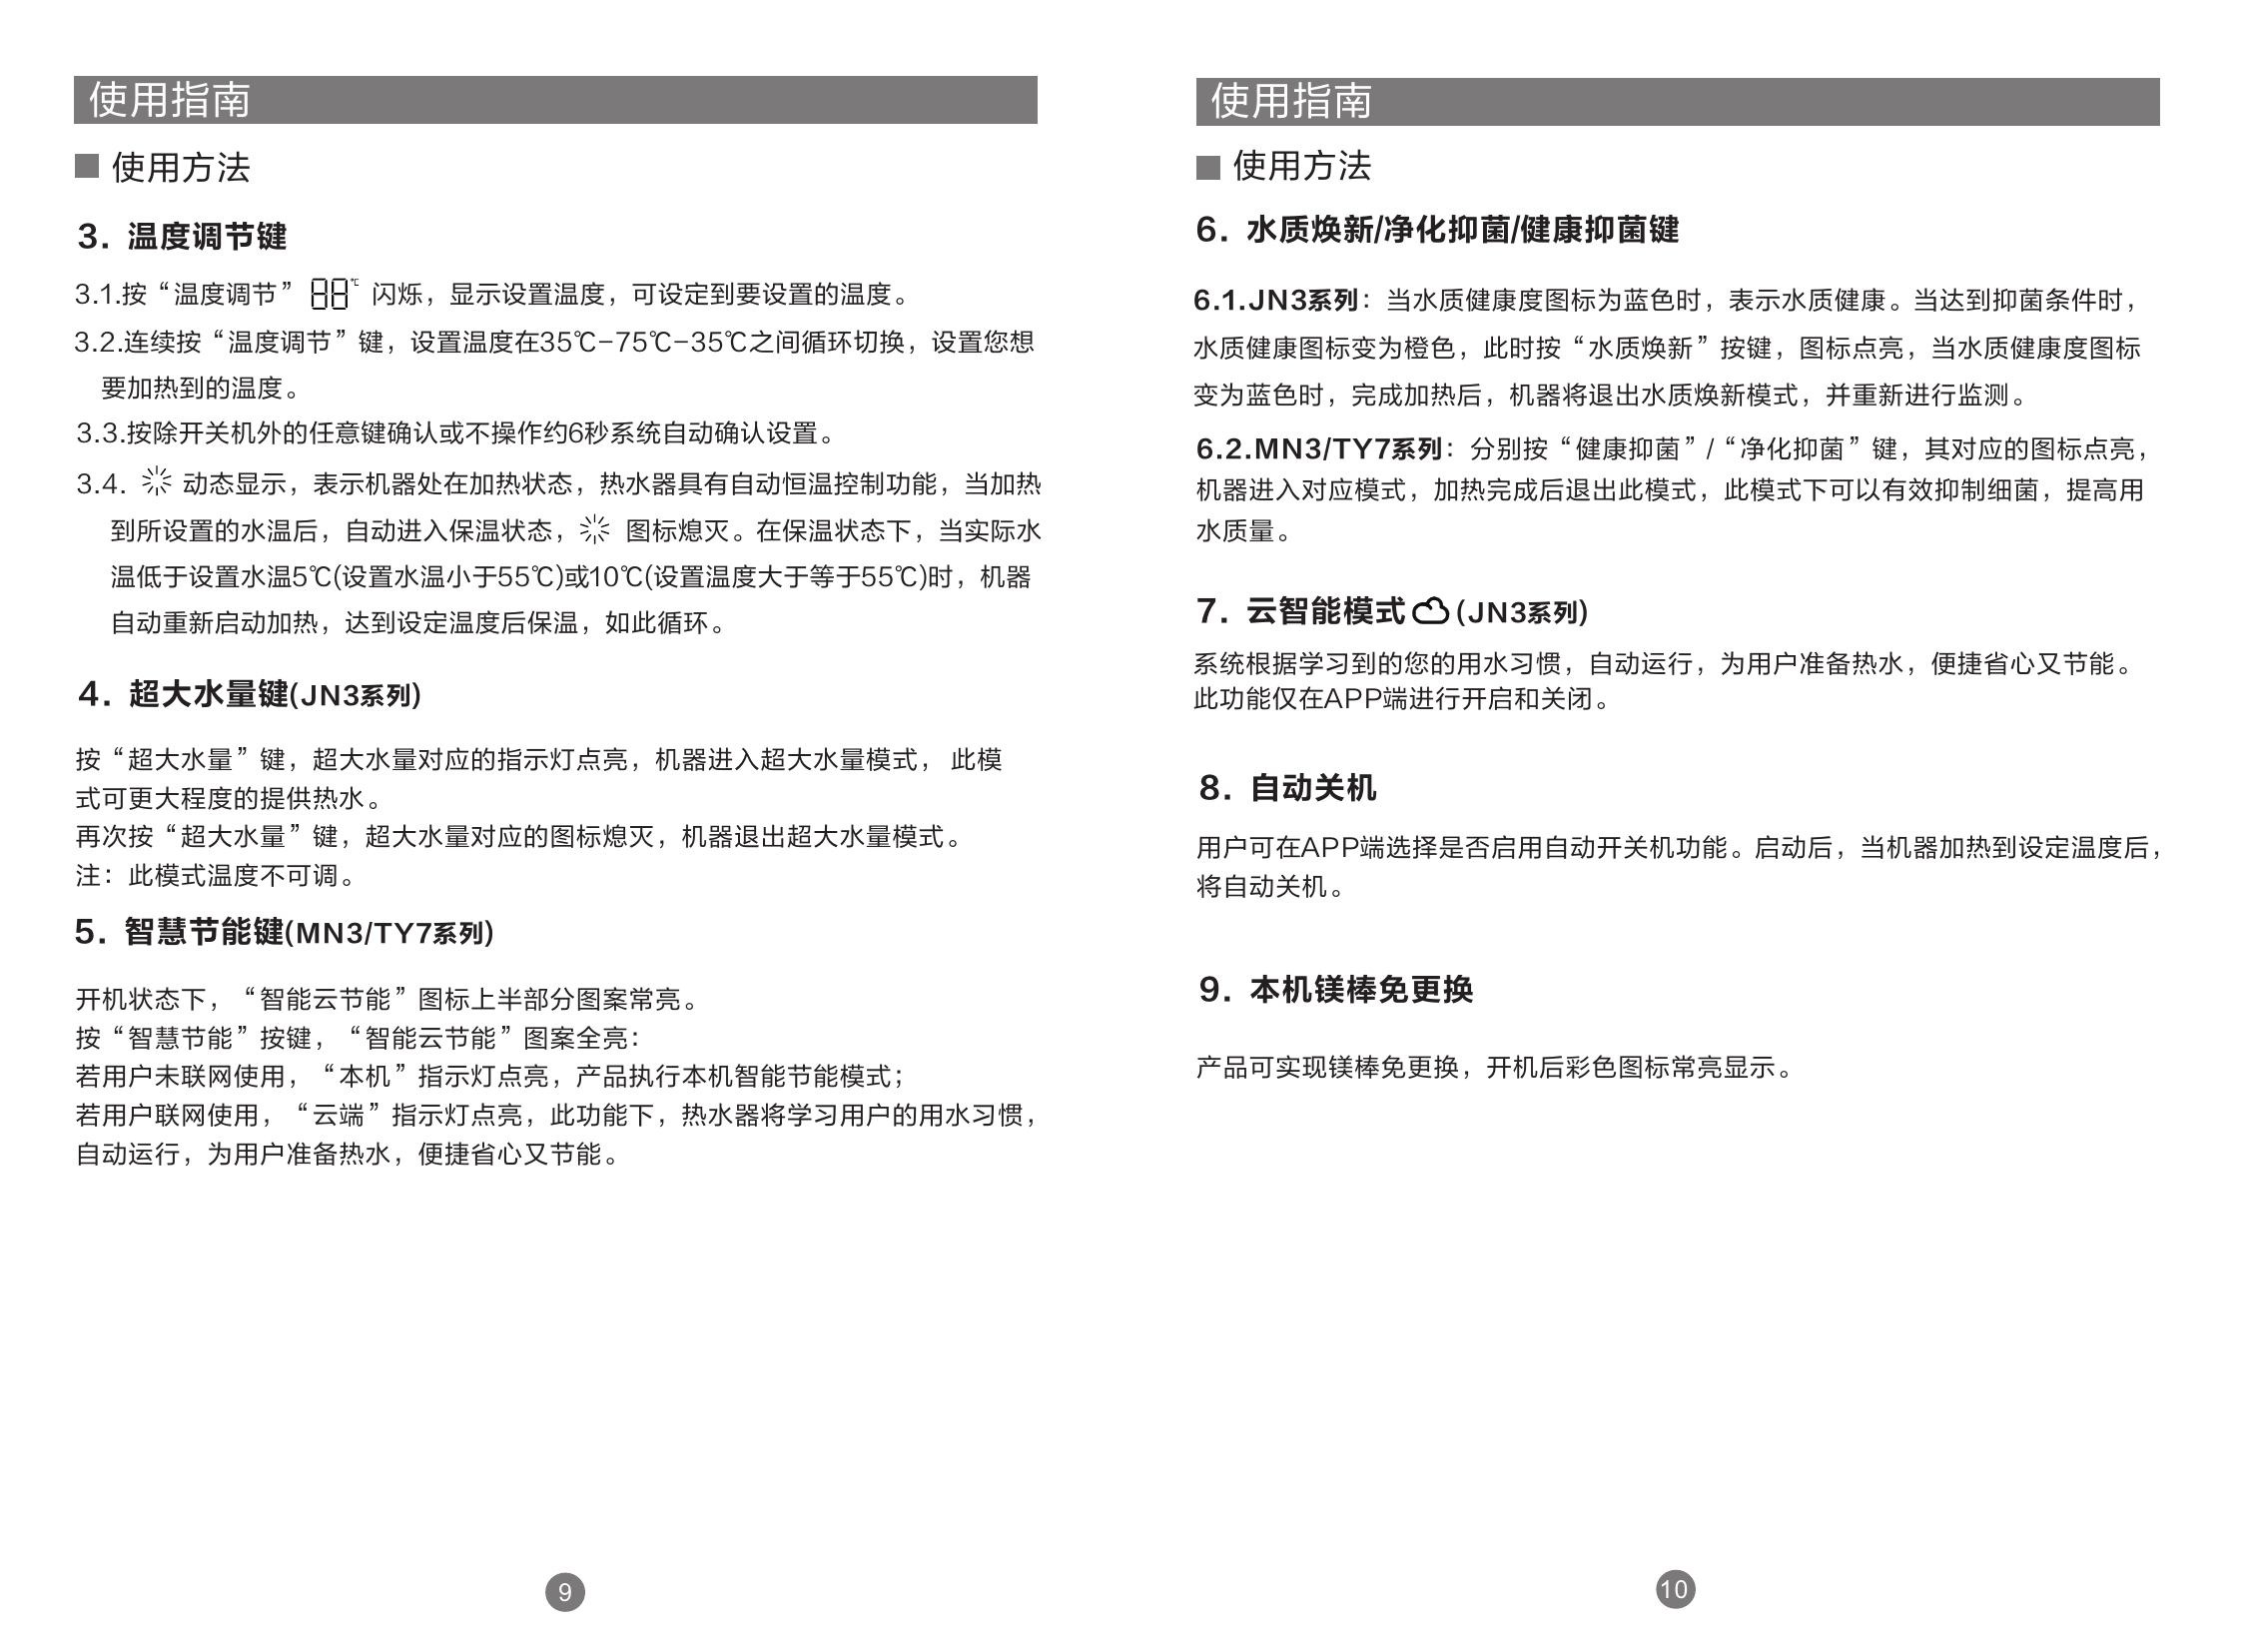 使用指南
使用方法
3. 温度调节键
3.1.按“温度调节” 88℃ 闪烁，显示设置温度，可设定到要设置的温度。
3.2.连续按“温度调节”键，设置温度在35℃-75℃-35℃之间循环切换，设置您想
要加热到的温度。
3.3.按除开关机外的任意键确认或不操作约6秒系统自动确认设置。
3.4. 动态显示，表示机器处在加热状态，热水器具有自动恒温控制功能，当加热
到所设置的水温后，自动进入保温状态， 图标熄灭。在保温状态下，当实际水
温低于设置水温5℃(设置水温小于55℃)或10℃(设置温度大于等于55℃)时，机器
自动重新启动加热，达到设定温度后保温，如此循环。
4. 超大水量键(JN3系列)
按“超大水量”键，超大水量对应的指示灯点亮，机器进入超大水量模式， 此模
式可更大程度的提供热水。
再次按“超大水量”键，超大水量对应的图标熄灭，机器退出超大水量模式。
注：此模式温度不可调。
5. 智慧节能键(MN3/TY7系列)
开机状态下，“智能云节能”图标上半部分图案常亮。
按“智慧节能”按键，“智能云节能”图案全亮：
若用户未联网使用，“本机”指示灯点亮，产品执行本机智能节能模式；
若用户联网使用，“云端”指示灯点亮，此功能下，热水器将学习用户的用水习惯，
自动运行，为用户准备热水，便捷省心又节能。
9
使用指南
使用方法
6. 水质焕新/净化抑菌/健康抑菌键
6.1.JN3系列：当水质健康度图标为蓝色时，表示水质健康。当达到抑菌条件时，
水质健康图标变为橙色，此时按“水质焕新”按键，图标点亮，当水质健康度图标
变为蓝色时，完成加热后，机器将退出水质焕新模式，并重新进行监测。
6.2.MN3/TY7系列：分别按“健康抑菌”/“净化抑菌”键，其对应的图标点亮，
机器进入对应模式，加热完成后退出此模式，此模式下可以有效抑制细菌，提高用
水质量。
7. 云智能模式 (JN3系列)
系统根据学习到的您的用水习惯，自动运行，为用户准备热水，便捷省心又节能。
此功能仅在APP端进行开启和关闭。
8. 自动关机
用户可在APP端选择是否启用自动开关机功能。启动后，当机器加热到设定温度后，
将自动关机。
9. 本机镁棒免更换
产品可实现镁棒免更换，开机后彩色图标常亮显示。
10